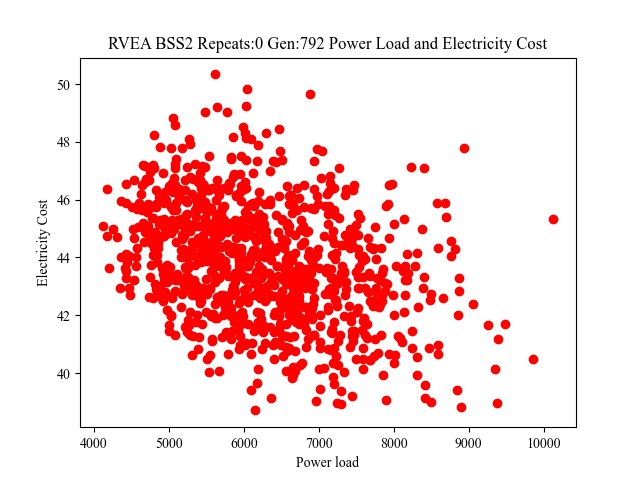 RVEA BSS2 Repeats:0 Gen:792 Power Load and Electricity Cost
Electricity Cost
50
48
46
44
42
40
4000 5000 6000 7000 8000 9000 10000
Power load